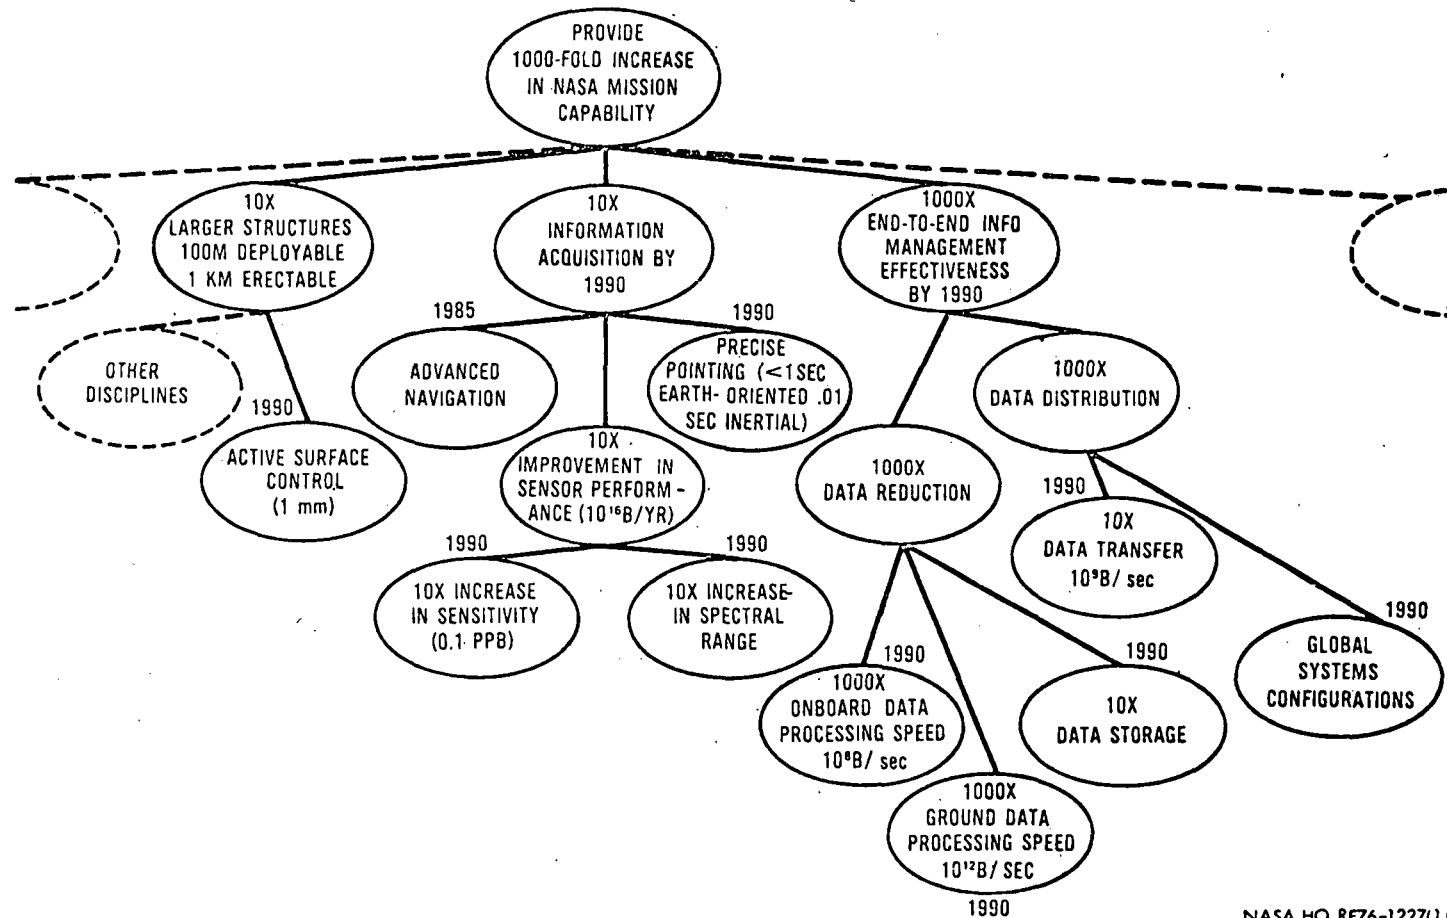 PROVIDE
1000-FOLD INCREASE
IN NASA MISSION
CAPABILITY
10X
LARGER STRUCTURES
100M DEPLOYABLE
1 KM ERECTABLE
10X
INFORMATION
ACQUISITION BY
1990
1000X
END-TO-END INFO
MANAGEMENT
EFFECTIVENESS
BY 1990
OTHER
DISCIPLINES
1990
ACTIVE SURFACE
CONTROL
(1 mm)
1985
ADVANCED
NAVIGATION
1990
PRECISE
POINTING (<1SEC
EARTH-ORIENTED .01
SEC INERTIAL)
10X
IMPROVEMENT IN
SENSOR PERFORM-
ANCE (10¹⁶B/YR)
1990
10X INCREASE
IN SENSITIVITY
(0.1 PPB)
1990
10X INCREASE
IN SPECTRAL
RANGE
1000X
DATA REDUCTION
1000X
DATA DISTRIBUTION
1990
10X
DATA TRANSFER
10⁹B/ sec
1990
GLOBAL
SYSTEMS
CONFIGURATIONS
1990
1000X
ONBOARD DATA
PROCESSING SPEED
10⁸B/ sec
1990
10X
DATA STORAGE
1000X
GROUND DATA
PROCESSING SPEED
10¹²B/ SEC
1990
NASA HQ